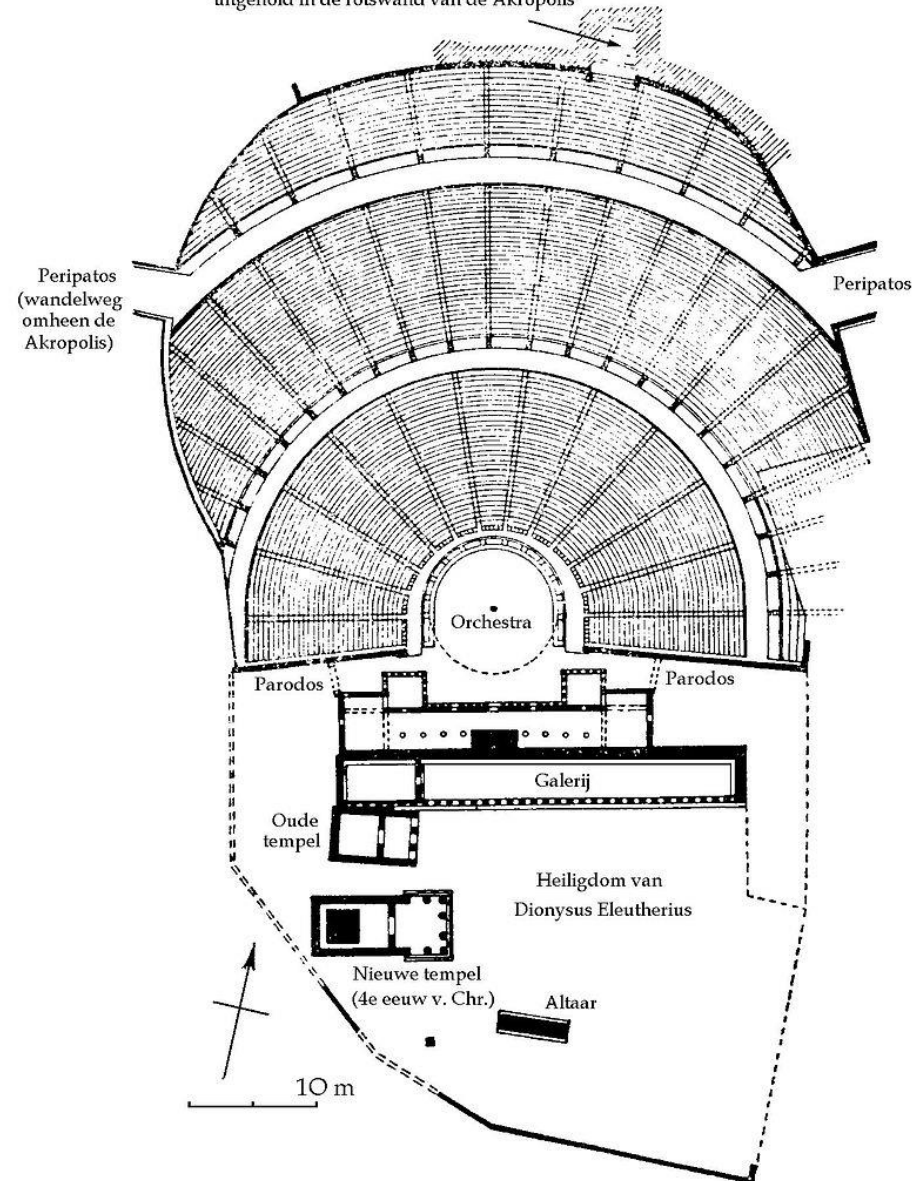 uitgehold in de rotswand van de Akropolis
Peripatos
(wandelweg
omheen de
Akropolis)
Peripatos
Orchestra
Parodos
Parodos
Galerij
Oude
tempel
Heiligdom van
Dionysus Eleutherius
Nieuwe tempel
(4e eeuw v. Chr.)
Altaar
10 m